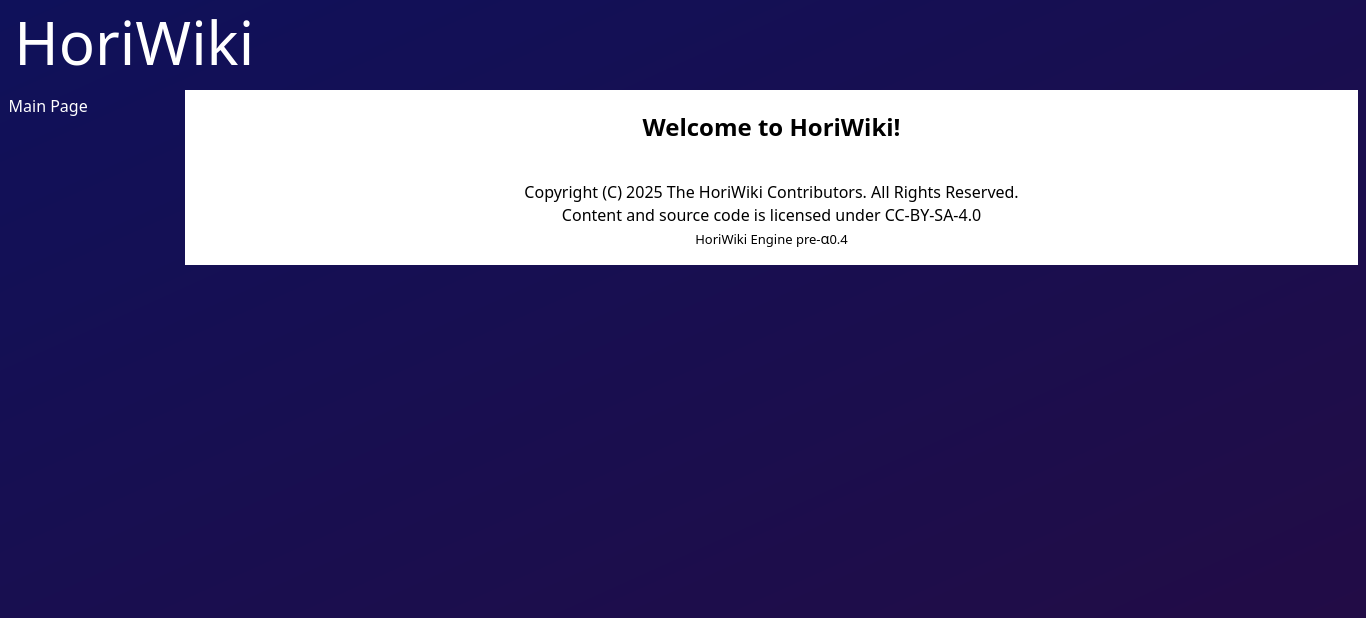 HoriWiki
Main Page
Welcome to HoriWiki!
Copyright (C) 2025 The HoriWiki Contributors. All Rights Reserved.
Content and source code is licensed under CC-BY-SA-4.0
HoriWiki Engine pre-α0.4